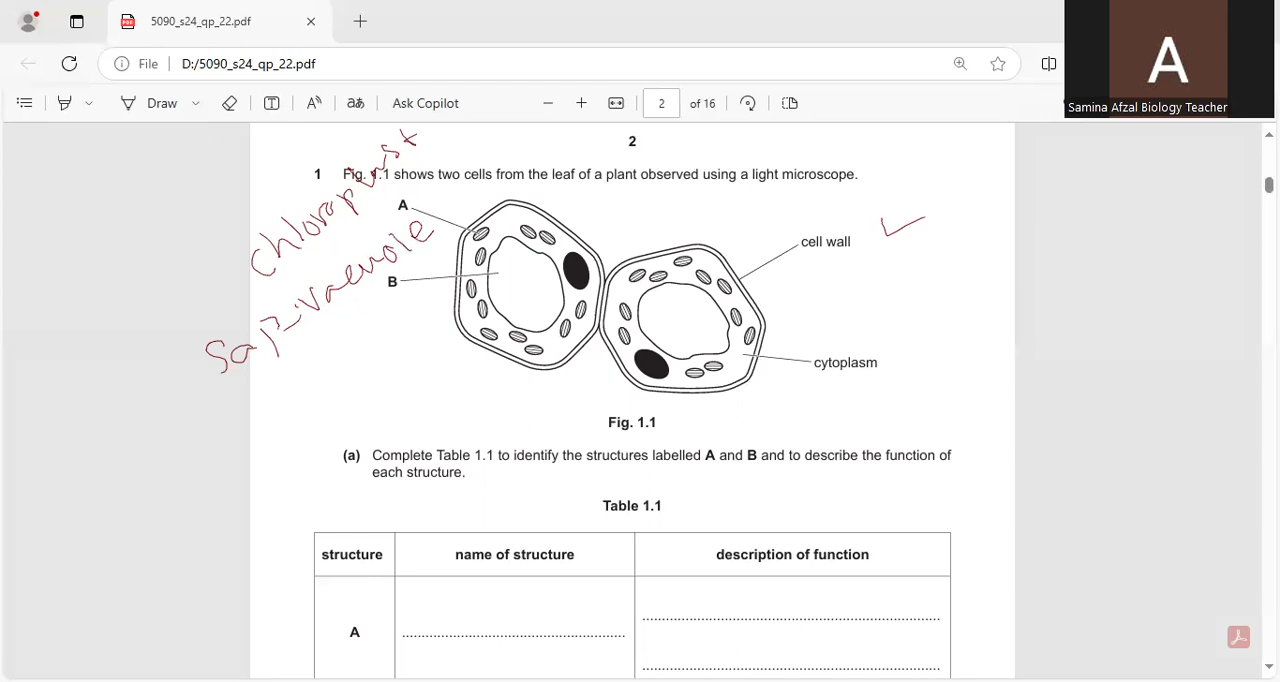 5090_s24_qp_22.pdf
File D:/5090_s24_qp_22.pdf
A
Samina Afzal Biology Teacher
Draw aあ Ask Copilot 2 of 16
2
1 Fig. 1.1 shows two cells from the leaf of a plant observed using a light microscope.
Chloroplast
Sap-vacuole
A
B
cell wall
cytoplasm
Fig. 1.1
(a) Complete Table 1.1 to identify the structures labelled A and B and to describe the function of
each structure.
Table 1.1
structure name of structure description of function
A ........................................................ ...........................................................................
...........................................................................